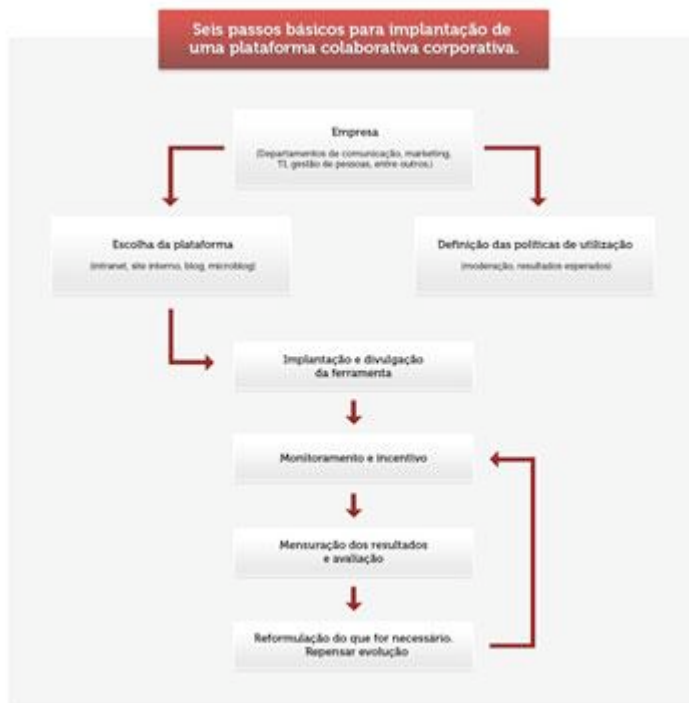 Seis passos básicos para implantação de
uma plataforma colaborativa corporativa.
Empresa
(Departamentos de comunicação, marketing,
TI, gestão de pessoas, entre outros.)
Escolha da plataforma
(intranet, site interno, blog, microblog)
Definição das políticas de utilização
(moderação, resultados esperados)
Implantação e divulgação
da ferramenta
Monitoramento e incentivo
Mensuração dos resultados
e avaliação
Reformulação do que for necessário.
Repensar evolução